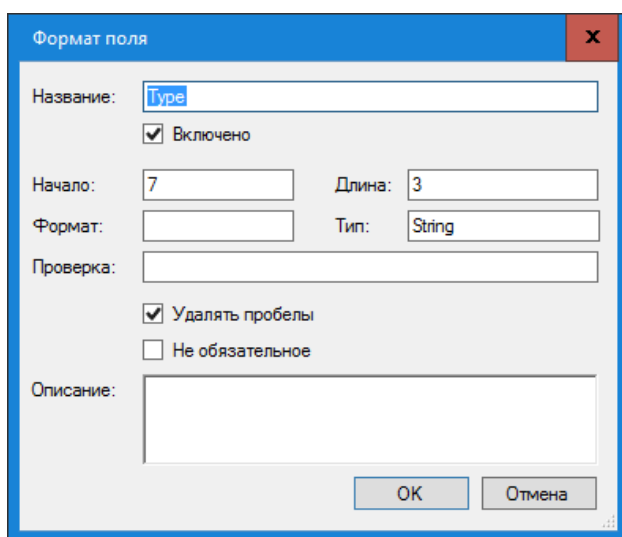 Формат поля
Название: Type
Включено
Начало: 7 Длина: 3
Формат: Тип: String
Проверка:
Удалять пробелы
Не обязательное
Описание:
OK Отмена